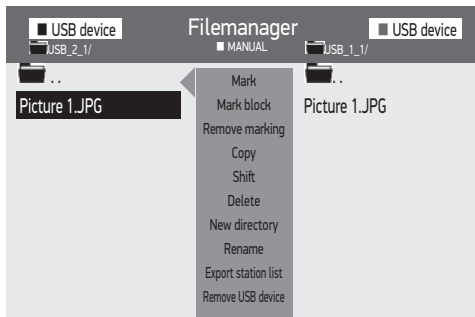 USB device
USB_2_1/
Filemanager
MANUAL
USB device
USB_1_1/
. .
Picture 1.JPG
Mark
Mark block
Remove marking
Copy
Shift
Delete
New directory
Rename
Export station list
Remove USB device
. .
Picture 1.JPG